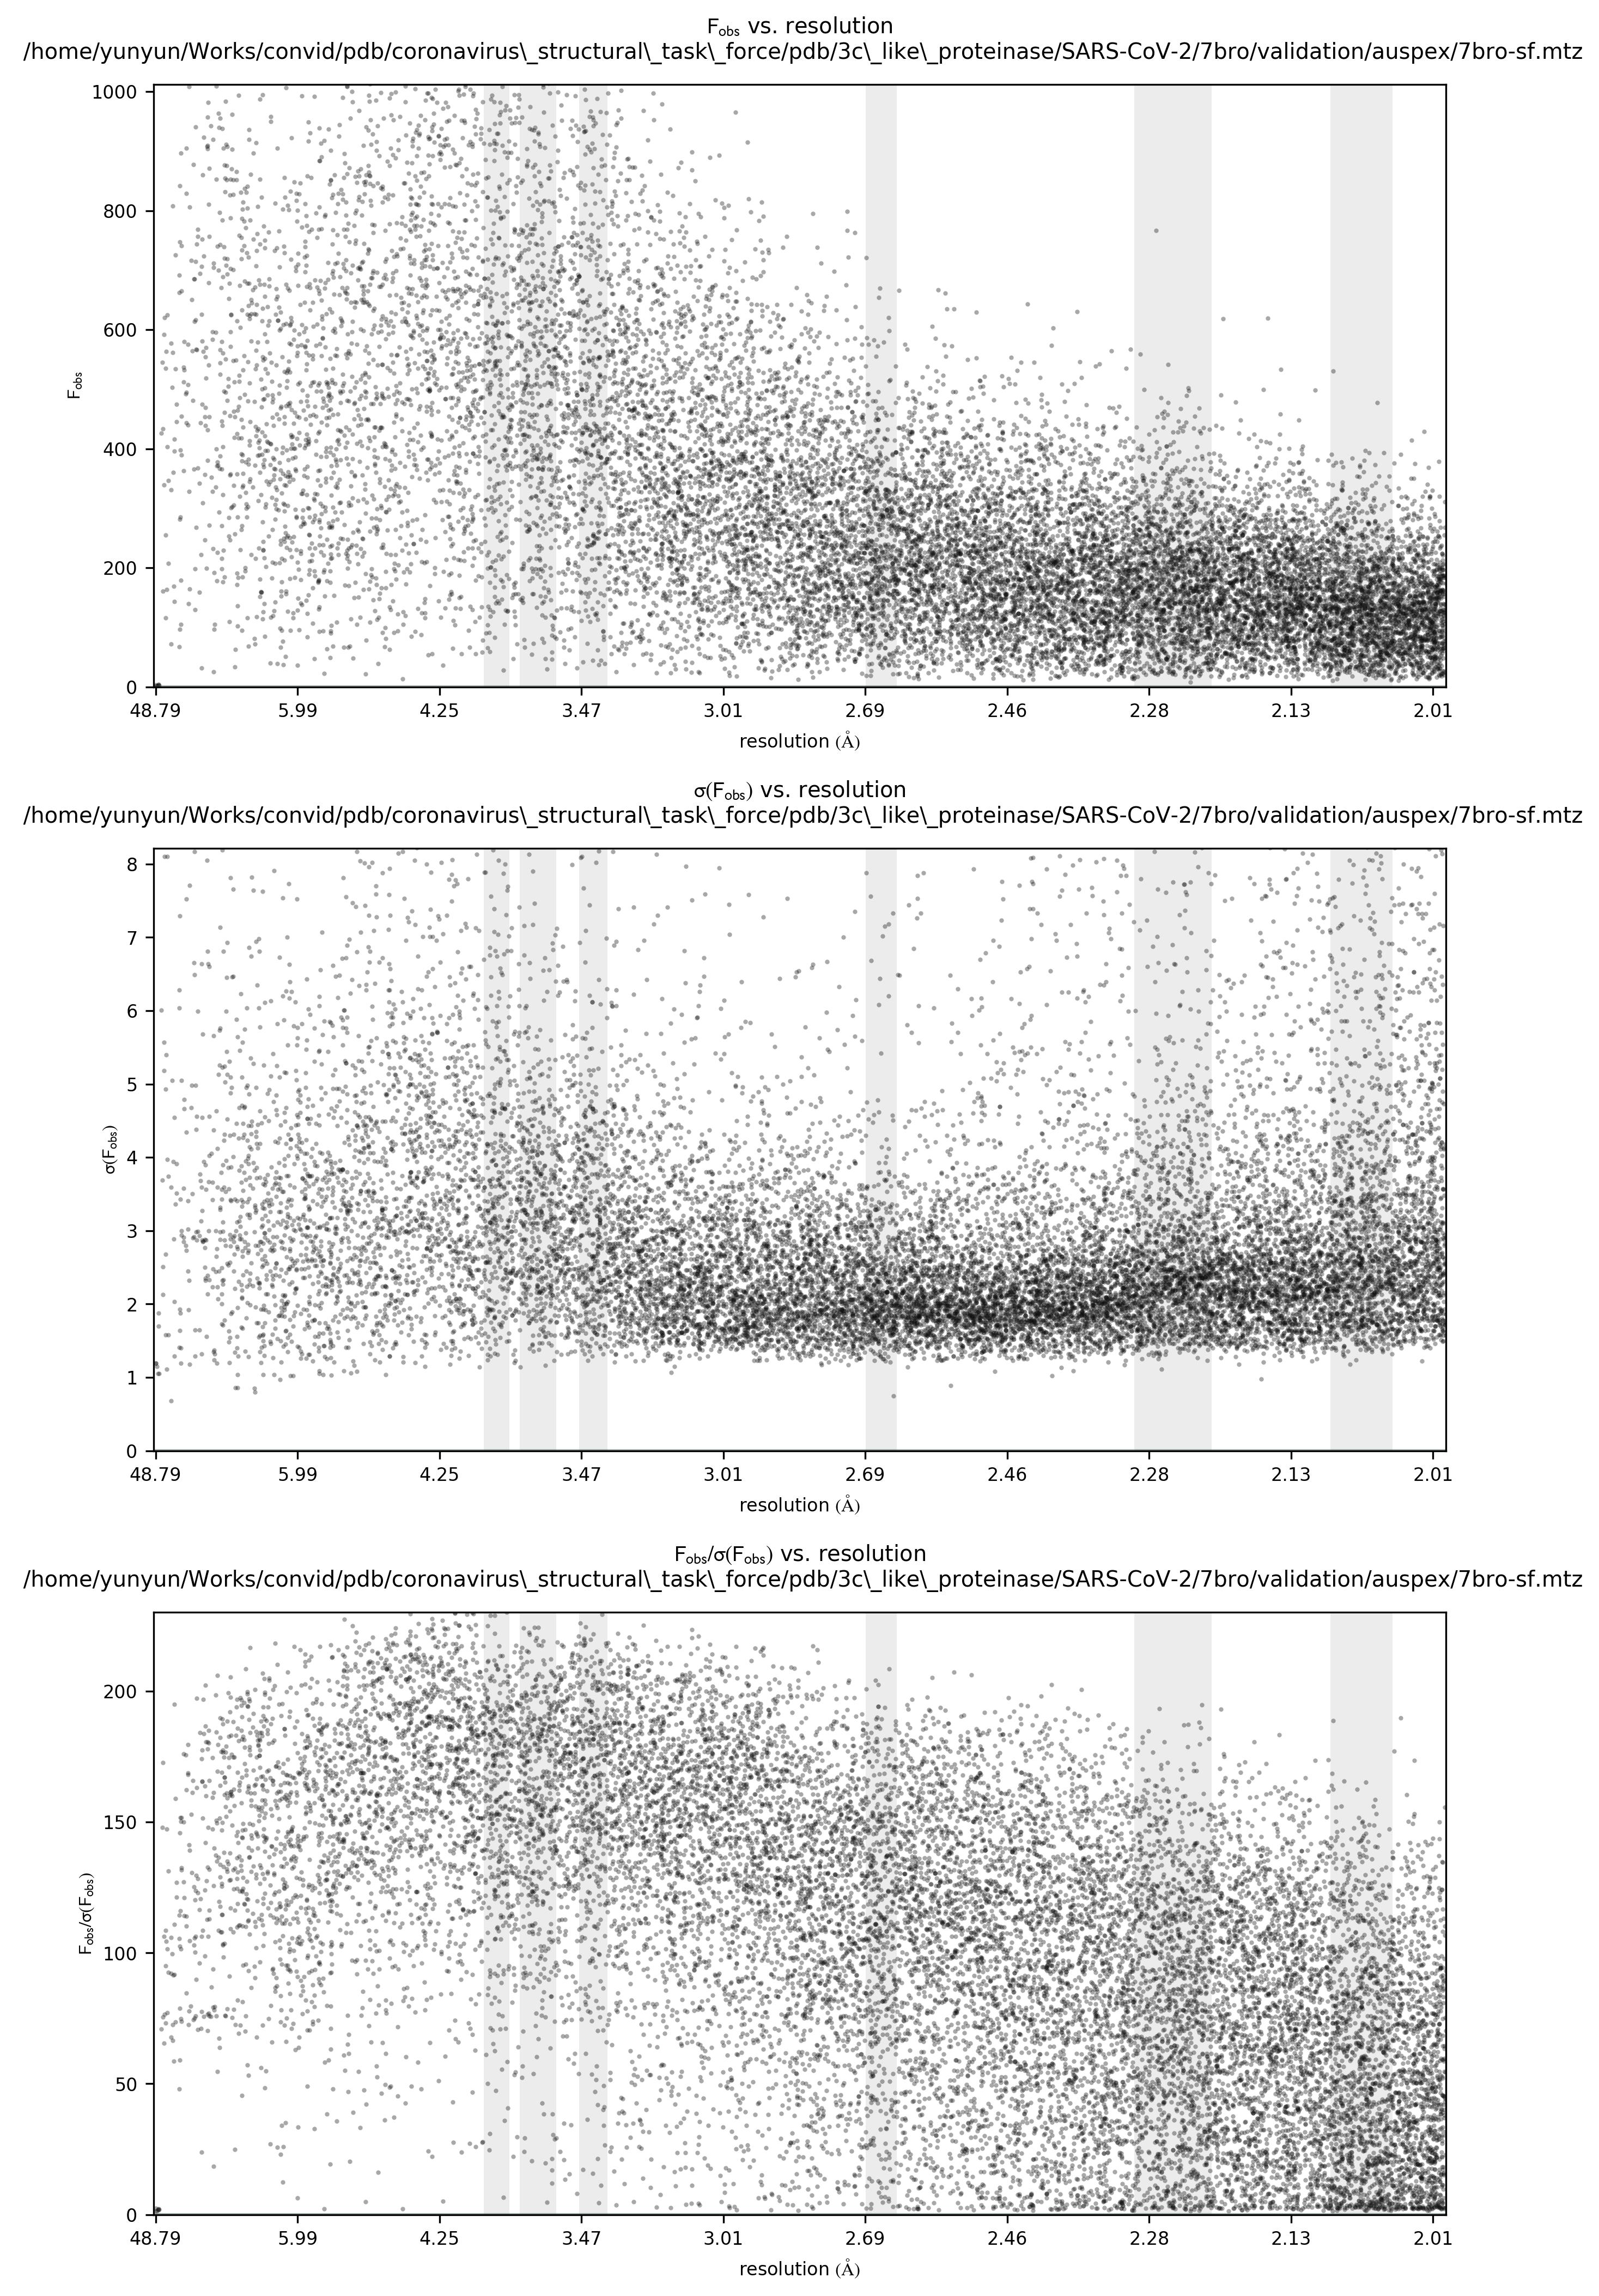 Fobs vs. resolution
/home/yunyun/Works/convid/pdb/coronavirus\_structural\_task\_force/pdb/3c\_like\_proteinase/SARS-CoV-2/7bro/validation/auspex/7bro-sf.mtz
1000
800
600
400
200
0
Fobs
48.79 5.99 4.25 3.47 3.01 2.69 2.46 2.28 2.13 2.01
resolution (Å)
σ(Fobs) vs. resolution
/home/yunyun/Works/convid/pdb/coronavirus\_structural\_task\_force/pdb/3c\_like\_proteinase/SARS-CoV-2/7bro/validation/auspex/7bro-sf.mtz
8
7
6
5
4
3
2
1
0
σ(Fobs)
48.79 5.99 4.25 3.47 3.01 2.69 2.46 2.28 2.13 2.01
resolution (Å)
Fobs/σ(Fobs) vs. resolution
/home/yunyun/Works/convid/pdb/coronavirus\_structural\_task\_force/pdb/3c\_like\_proteinase/SARS-CoV-2/7bro/validation/auspex/7bro-sf.mtz
200
150
100
50
0
Fobs/σ(Fobs)
48.79 5.99 4.25 3.47 3.01 2.69 2.46 2.28 2.13 2.01
resolution (Å)